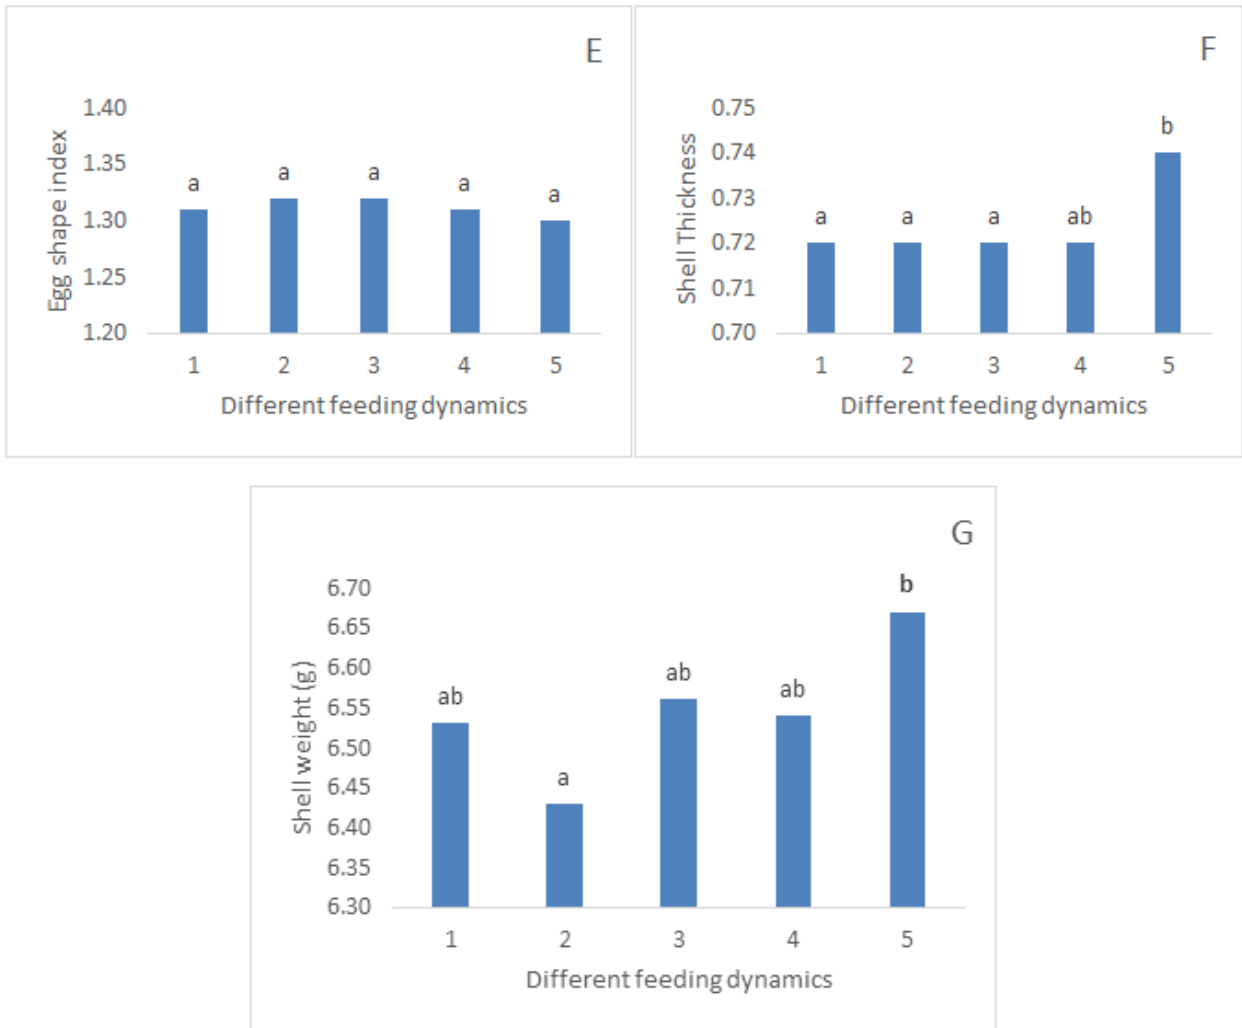 E
1.40
1.35
1.30
1.25
1.20
Egg shape index
a a a a a
1 2 3 4 5
Different feeding dynamics
F
0.75
0.74
0.73
0.72
0.71
0.70
Shell Thickness
a a a ab b
1 2 3 4 5
Different feeding dynamics
G
6.70
6.65
6.60
6.55
6.50
6.45
6.40
6.35
6.30
Shell weight (g)
ab a ab ab b
1 2 3 4 5
Different feeding dynamics